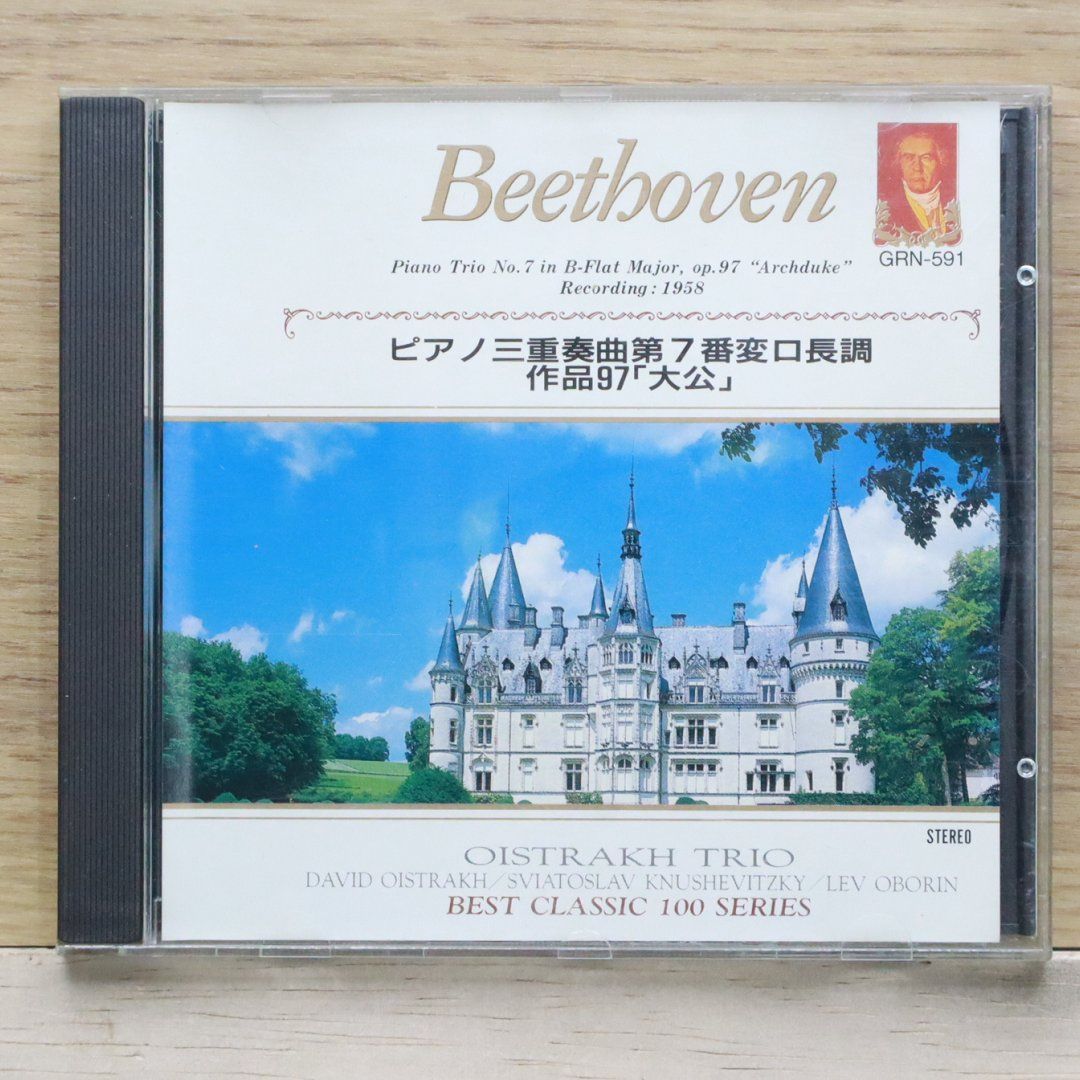 Beethoven
GRN-591
Piano Trio No. 7 in B-Flat Major, op. 97 “Archduke”
Recording : 1958
ピアノ三重奏曲第7番変ロ長調
作品97「大公」
STEREO
OISTRAKH TRIO
DAVID OISTRAKH/SVIATOSLAV KNUSHEVITZKY/LEV OBORIN
BEST CLASSIC 100 SERIES